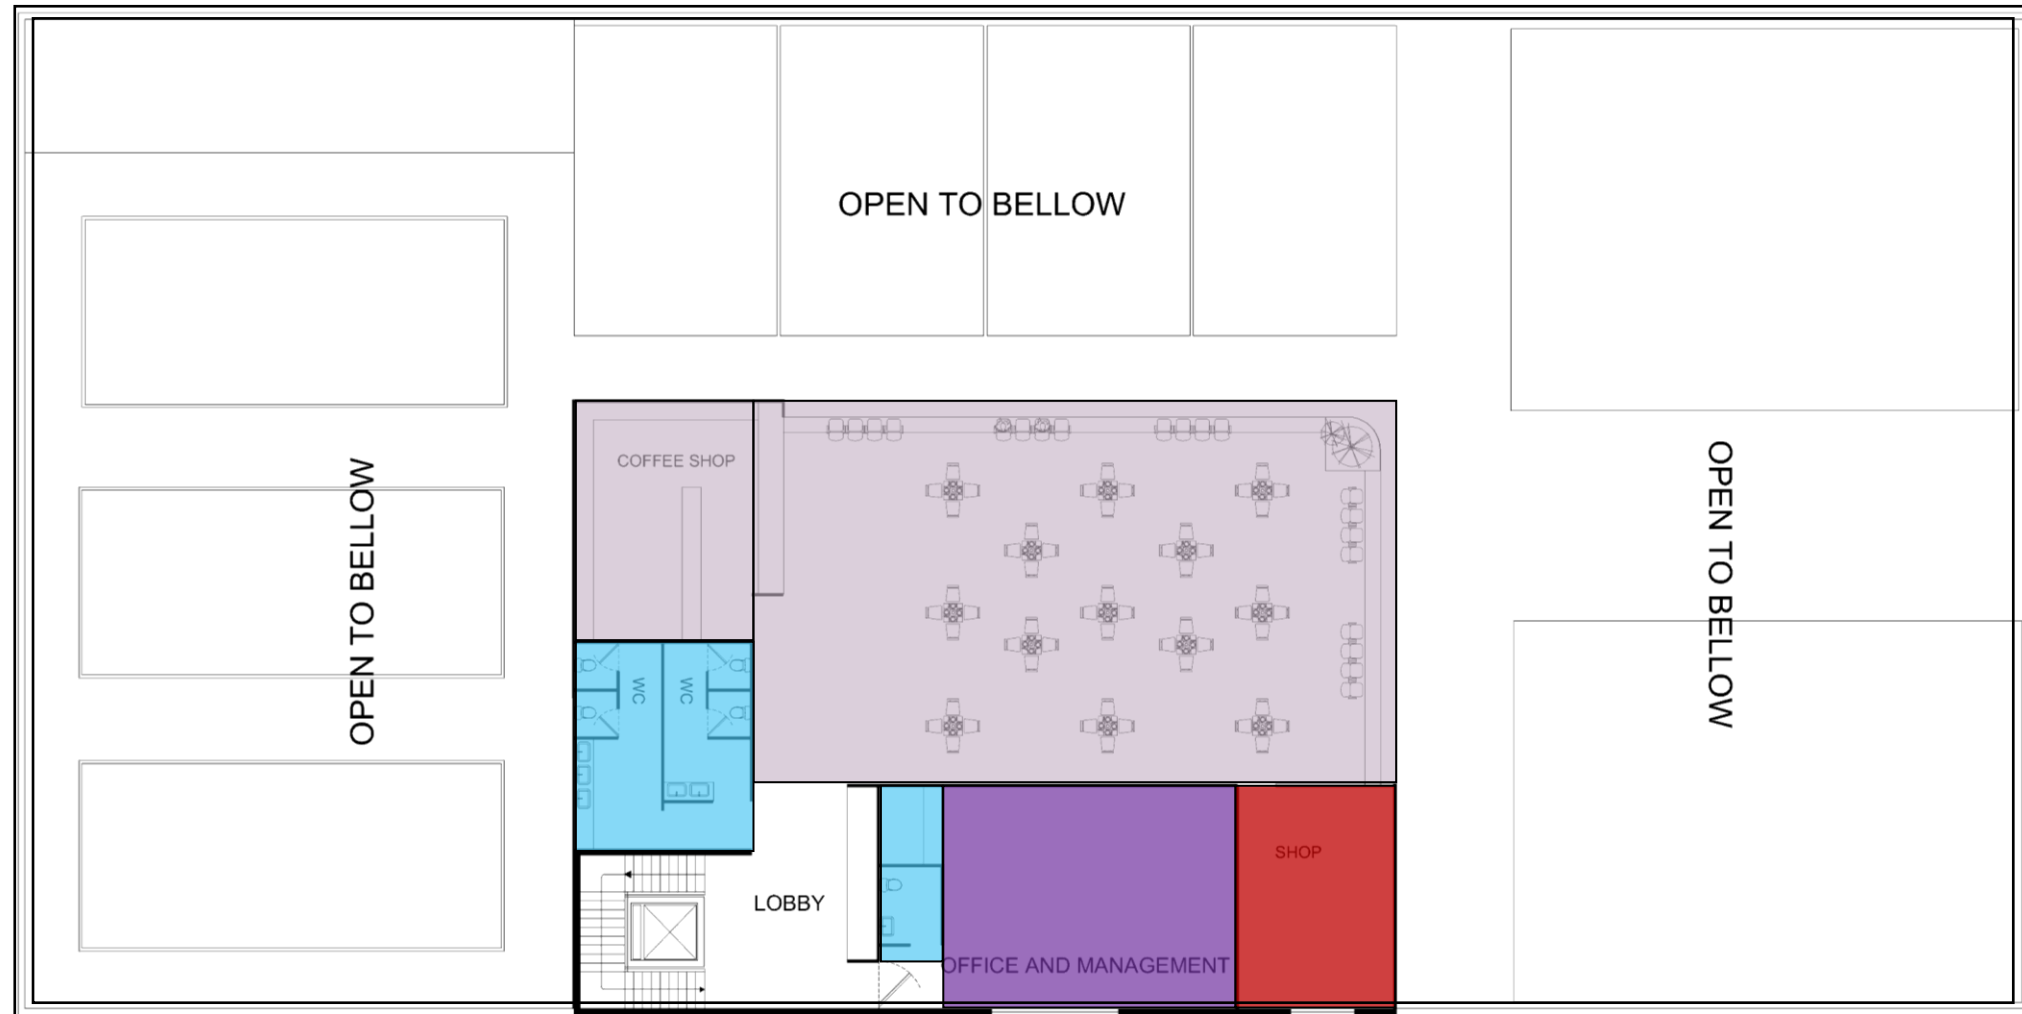 OPEN TO BELLOW
COFFEE SHOP
OPEN TO BELLOW
OPEN TO BELLOW
WC
WC
SHOP
LOBBY
OFFICE AND MANAGEMENT